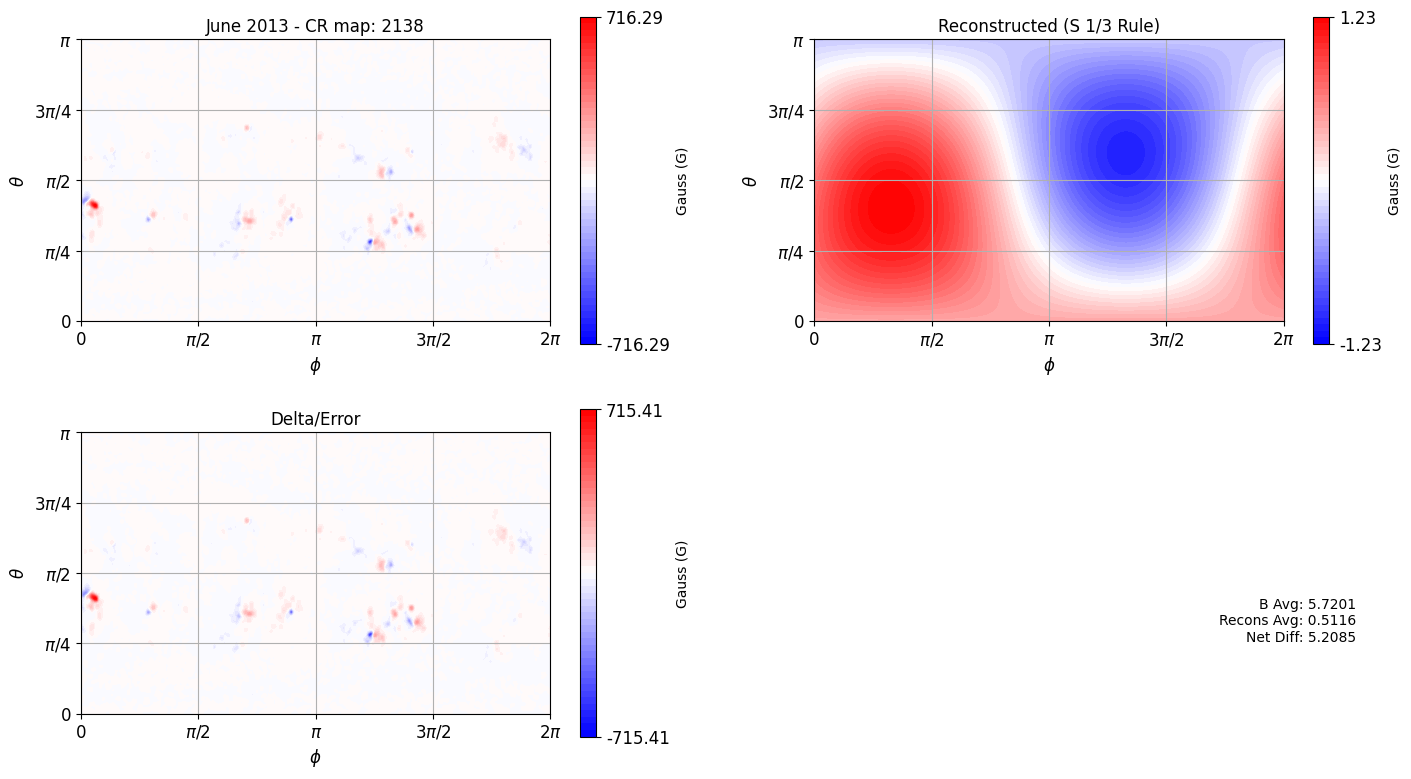 June 2013 - CR map: 2138
π
3π/4
π/2
π/4
0
θ
0
π/2
π
3π/2
2π
ϕ
716.29
-716.29
Gauss (G)
Reconstructed (S 1/3 Rule)
π
3π/4
π/2
π/4
0
θ
0
π/2
π
3π/2
2π
ϕ
1.23
-1.23
Gauss (G)
Delta/Error
π
3π/4
π/2
π/4
0
θ
0
π/2
π
3π/2
2π
ϕ
715.41
-715.41
Gauss (G)
B Avg: 5.7201
Recons Avg: 0.5116
Net Diff: 5.2085